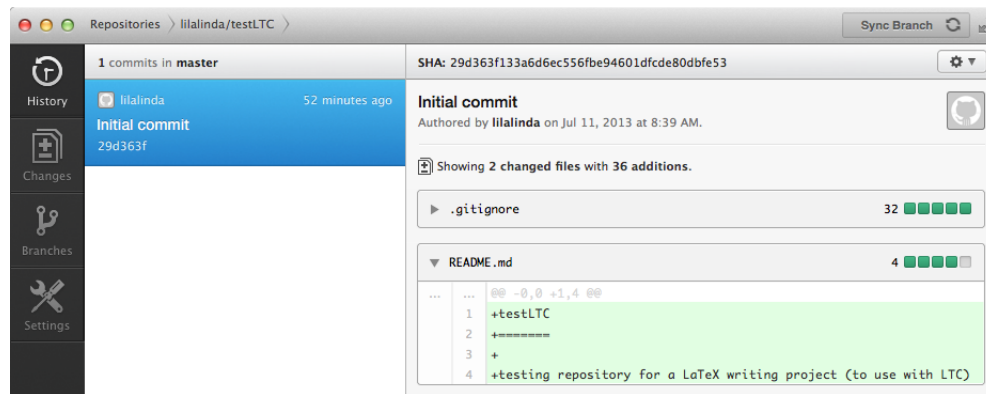 Repositories lilalinda/testLTC Sync Branch
1 commits in master
SHA: 29d363f133a6d6ec556fbe94601dfcde80dbfe53
History
Changes
Branches
Settings
lilalinda 52 minutes ago
Initial commit
29d363f
Initial commit
Authored by lilalinda on Jul 11, 2013 at 8:39 AM.
Showing 2 changed files with 36 additions.
.gitignore 32
README.md 4
... ... @@ -0,0 +1,4 @@
1 +testLTC
2 +=======
3 +
4 +testing repository for a LaTeX writing project (to use with LTC)